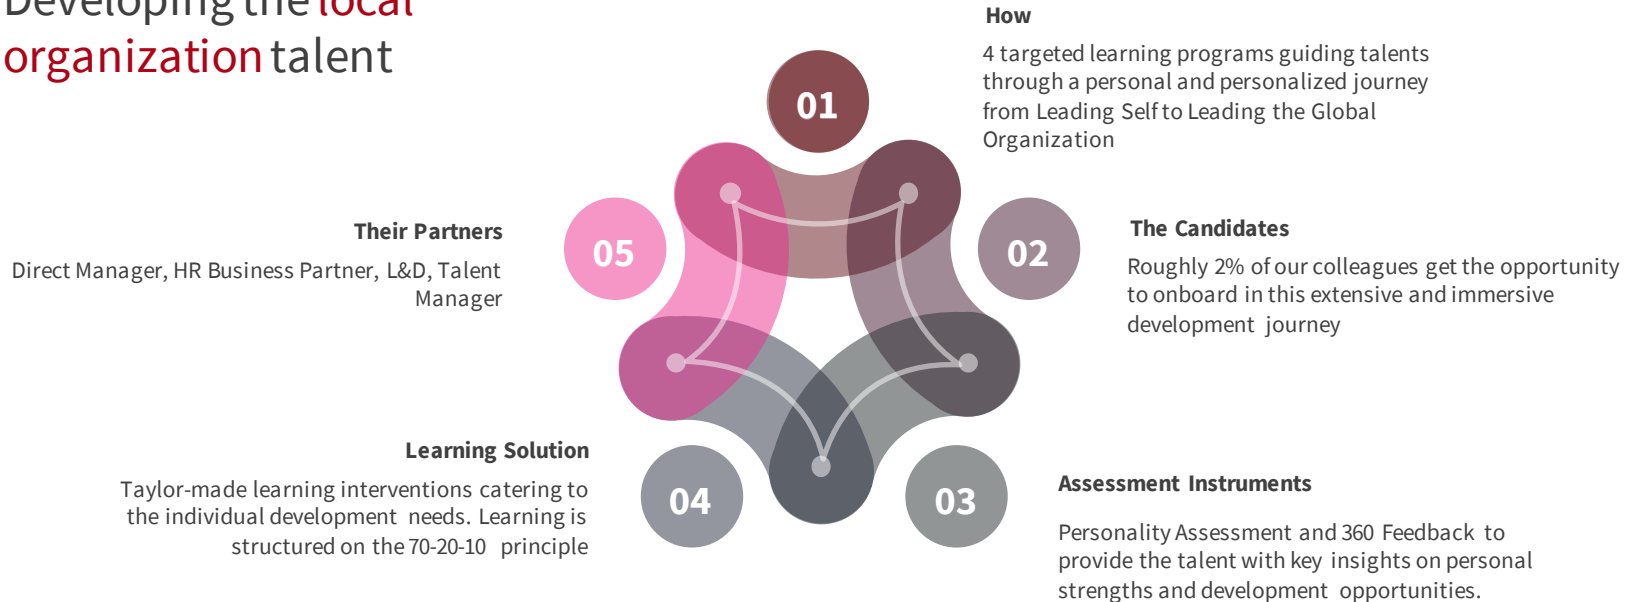 Developing the local
organization talent
01
How
4 targeted learning programs guiding talents
through a personal and personalized journey
from Leading Self to Leading the Global
Organization
02
The Candidates
Roughly 2% of our colleagues get the opportunity
to onboard in this extensive and immersive
development journey
03
Assessment Instruments
Personality Assessment and 360 Feedback to
provide the talent with key insights on personal
strengths and development opportunities.
04
Learning Solution
Taylor-made learning interventions catering to
the individual development needs. Learning is
structured on the 70-20-10 principle
05
Their Partners
Direct Manager, HR Business Partner, L&D, Talent
Manager